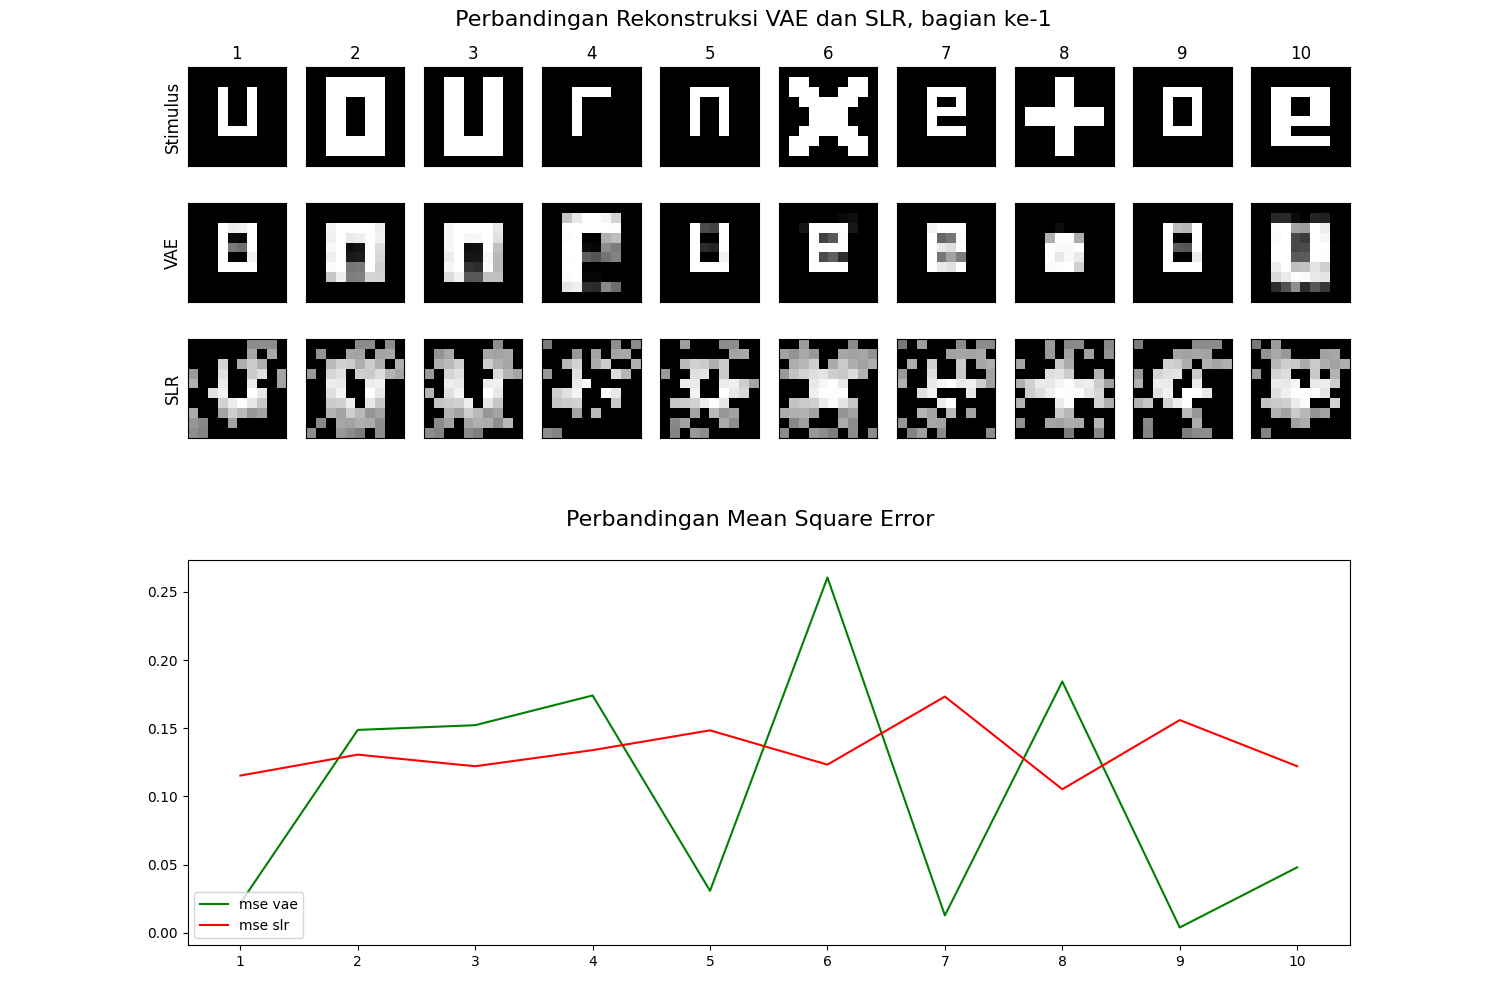 Perbandingan Rekonstruksi VAE dan SLR, bagian ke-1
1 2 3 4 5 6 7 8 9 10
Stimulus
VAE
SLR
Perbandingan Mean Square Error
0.25
0.20
0.15
0.10
0.05
0.00
mse vae
mse slr
1 2 3 4 5 6 7 8 9 10